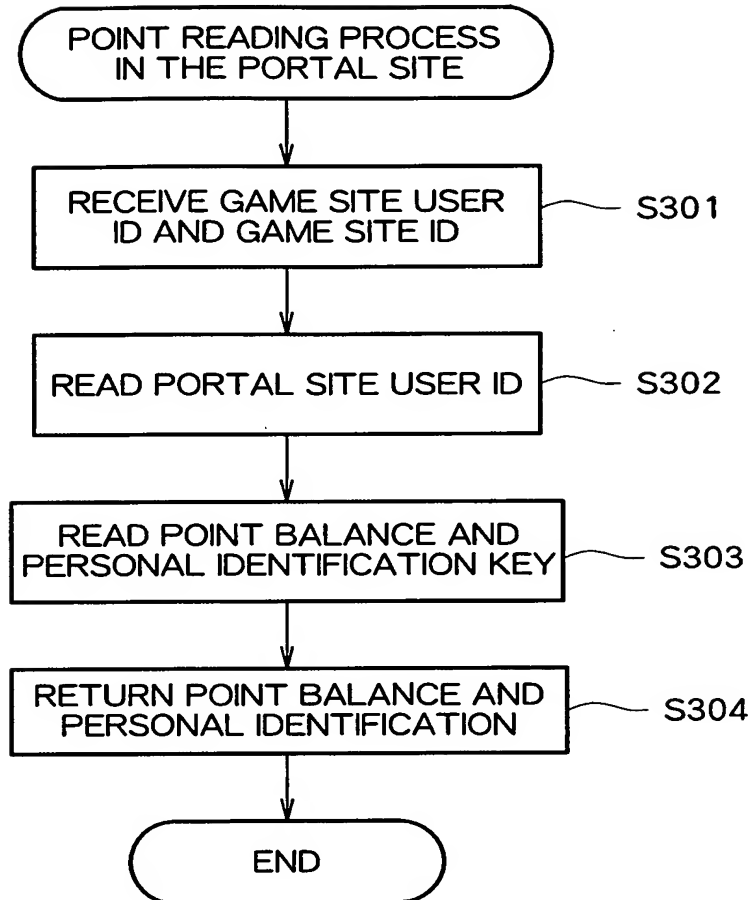 POINT READING PROCESS
IN THE PORTAL SITE
RECEIVE GAME SITE USER
ID AND GAME SITE ID
S301
READ PORTAL SITE USER ID
S302
READ POINT BALANCE AND
PERSONAL IDENTIFICATION KEY
S303
RETURN POINT BALANCE AND
PERSONAL IDENTIFICATION
S304
END